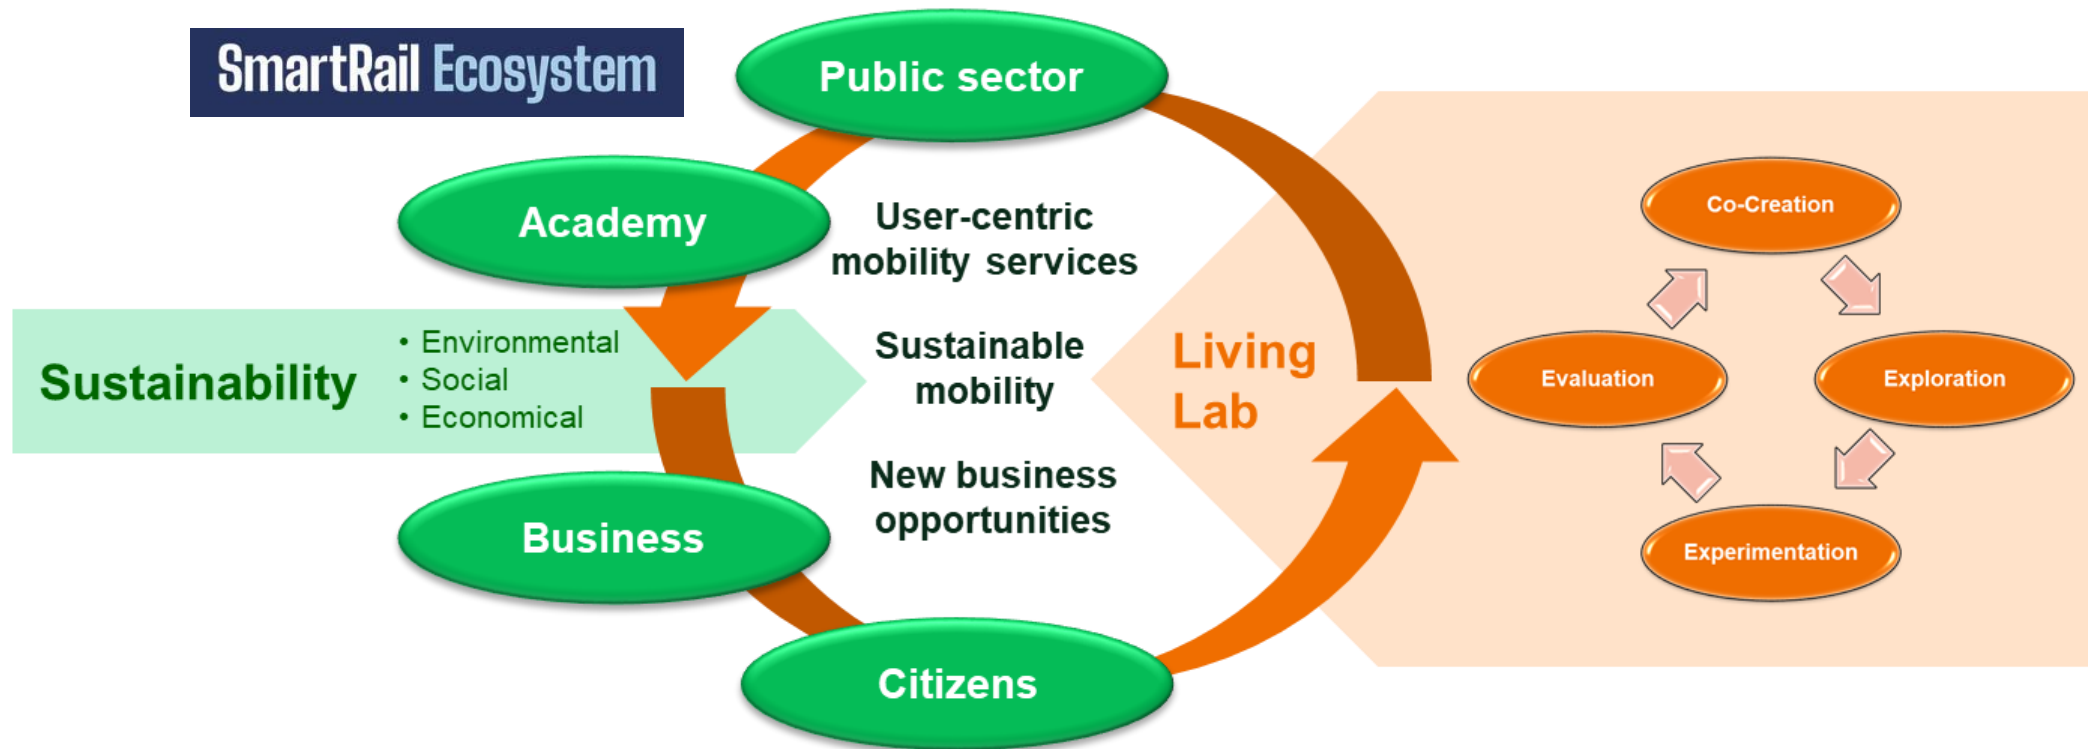 SmartRail Ecosystem
Public sector
Academy
User-centric
mobility services
Sustainability
• Environmental
• Social
• Economical
Sustainable
mobility
New business
opportunities
Business
Citizens
Living
Lab
Co-Creation
Evaluation
Exploration
Experimentation